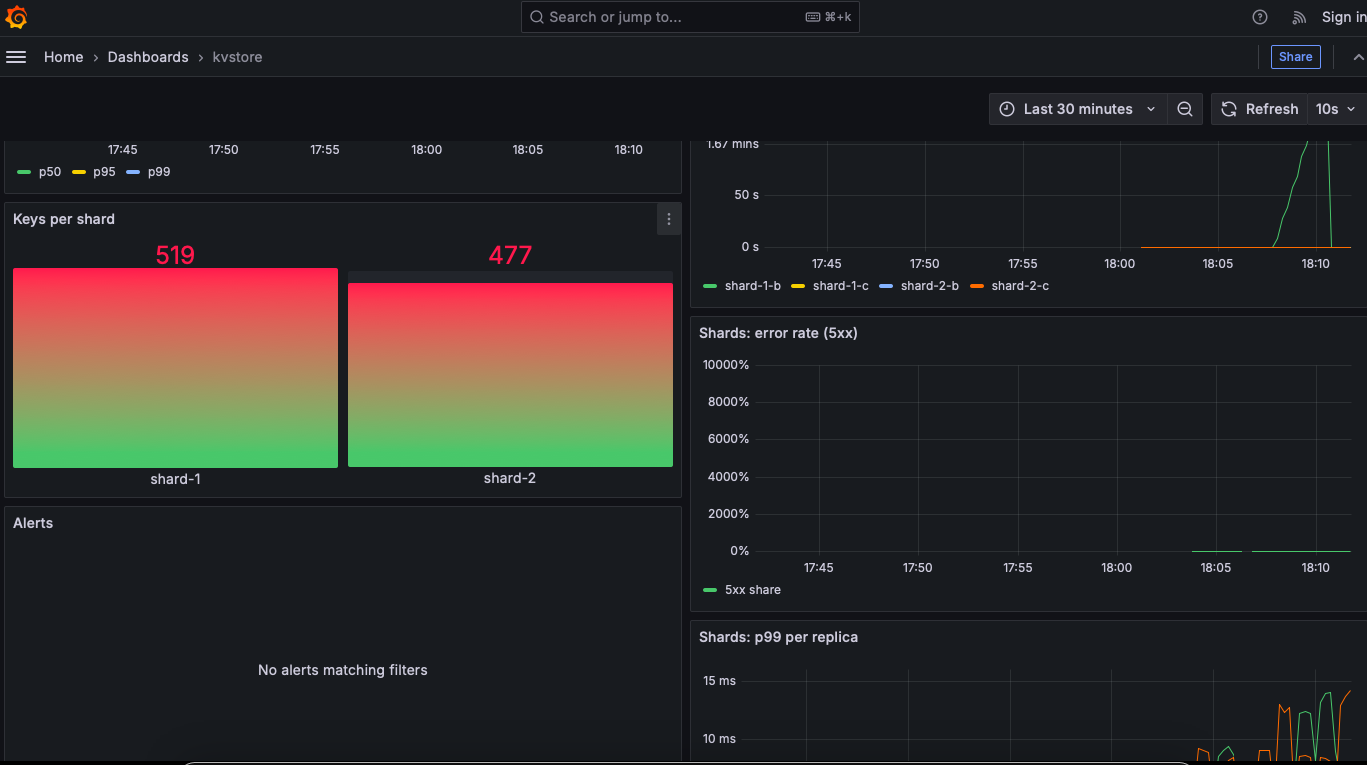 Search or jump to... ⌘+k
Sign in
Home › Dashboards › kvstore
Share
Last 30 minutes
Refresh
10s
17:45 17:50 17:55 18:00 18:05 18:10
p50 p95 p99
Keys per shard
519 477
shard-1 shard-2
Alerts
No alerts matching filters
1.67 mins
50 s
0 s
17:45 17:50 17:55 18:00 18:05 18:10
shard-1-b shard-1-c shard-2-b shard-2-c
Shards: error rate (5xx)
10000%
8000%
6000%
4000%
2000%
0%
17:45 17:50 17:55 18:00 18:05 18:10
5xx share
Shards: p99 per replica
15 ms
10 ms